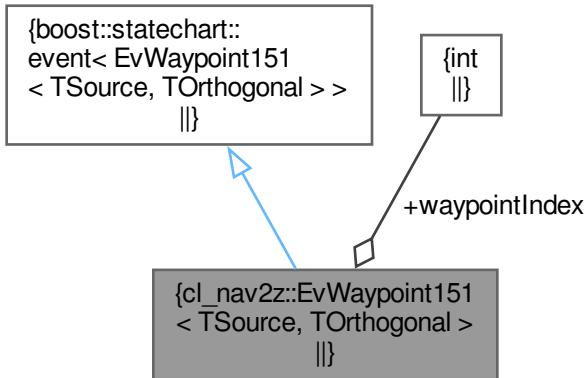 {boost::statechart::
event< EvWaypoint151
< TSource, TOrthogonal > >
||}
{int
||}
+waypointIndex
{cl_nav2z::EvWaypoint151
< TSource, TOrthogonal >
||}